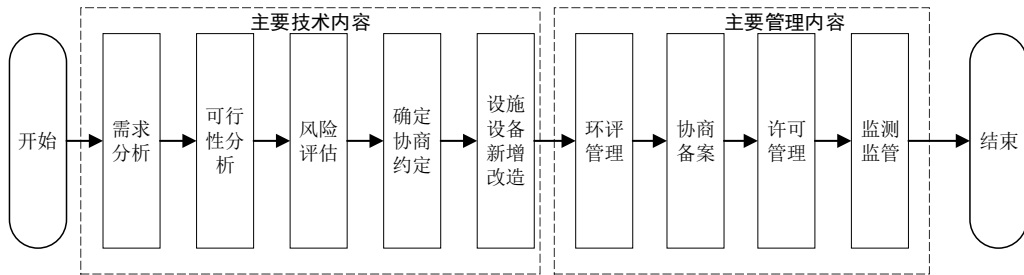 主要技术内容
主要管理内容
开始
需求
分析
可行
性分
析
风险
评估
确定
协商
约定
设施
设备
新增
改造
环评
管理
协商
备案
许可
管理
监测
监管
结束